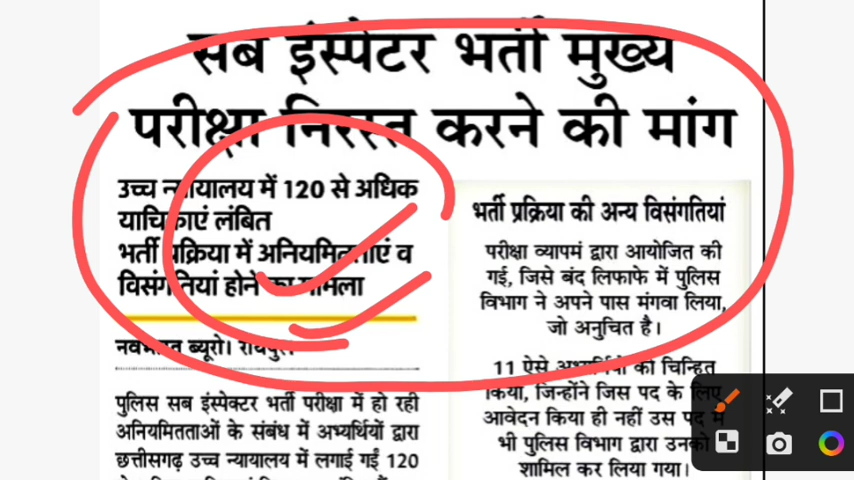 सब इंस्पेटर भर्ती मुख्य
परीक्षा निरस्त करने की मांग
उच्च न्यायालय में 120 से अधिक
याचिकाएं लंबित
भर्ती प्रक्रिया में अनियमितताएं व
विसंगतियां होने का मामला
नवभारत ब्यूरो। रायपुर
पुलिस सब इंस्पेक्टर भर्ती परीक्षा में हो रही
अनियमितताओं के संबंध में अभ्यर्थियों द्वारा
छत्तीसगढ़ उच्च न्यायालय में लगाई गईं 120
भर्ती प्रक्रिया की अन्य विसंगतियां
परीक्षा व्यापमं द्वारा आयोजित की
गई, जिसे बंद लिफाफे में पुलिस
विभाग ने अपने पास मंगवा लिया,
जो अनुचित है।
11 ऐसे अभ्यर्थियों को चिन्हित
किया, जिन्होंने जिस पद के लिए
आवेदन किया ही नहीं उस पद में
भी पुलिस विभाग द्वारा उनको
शामिल कर लिया गया।